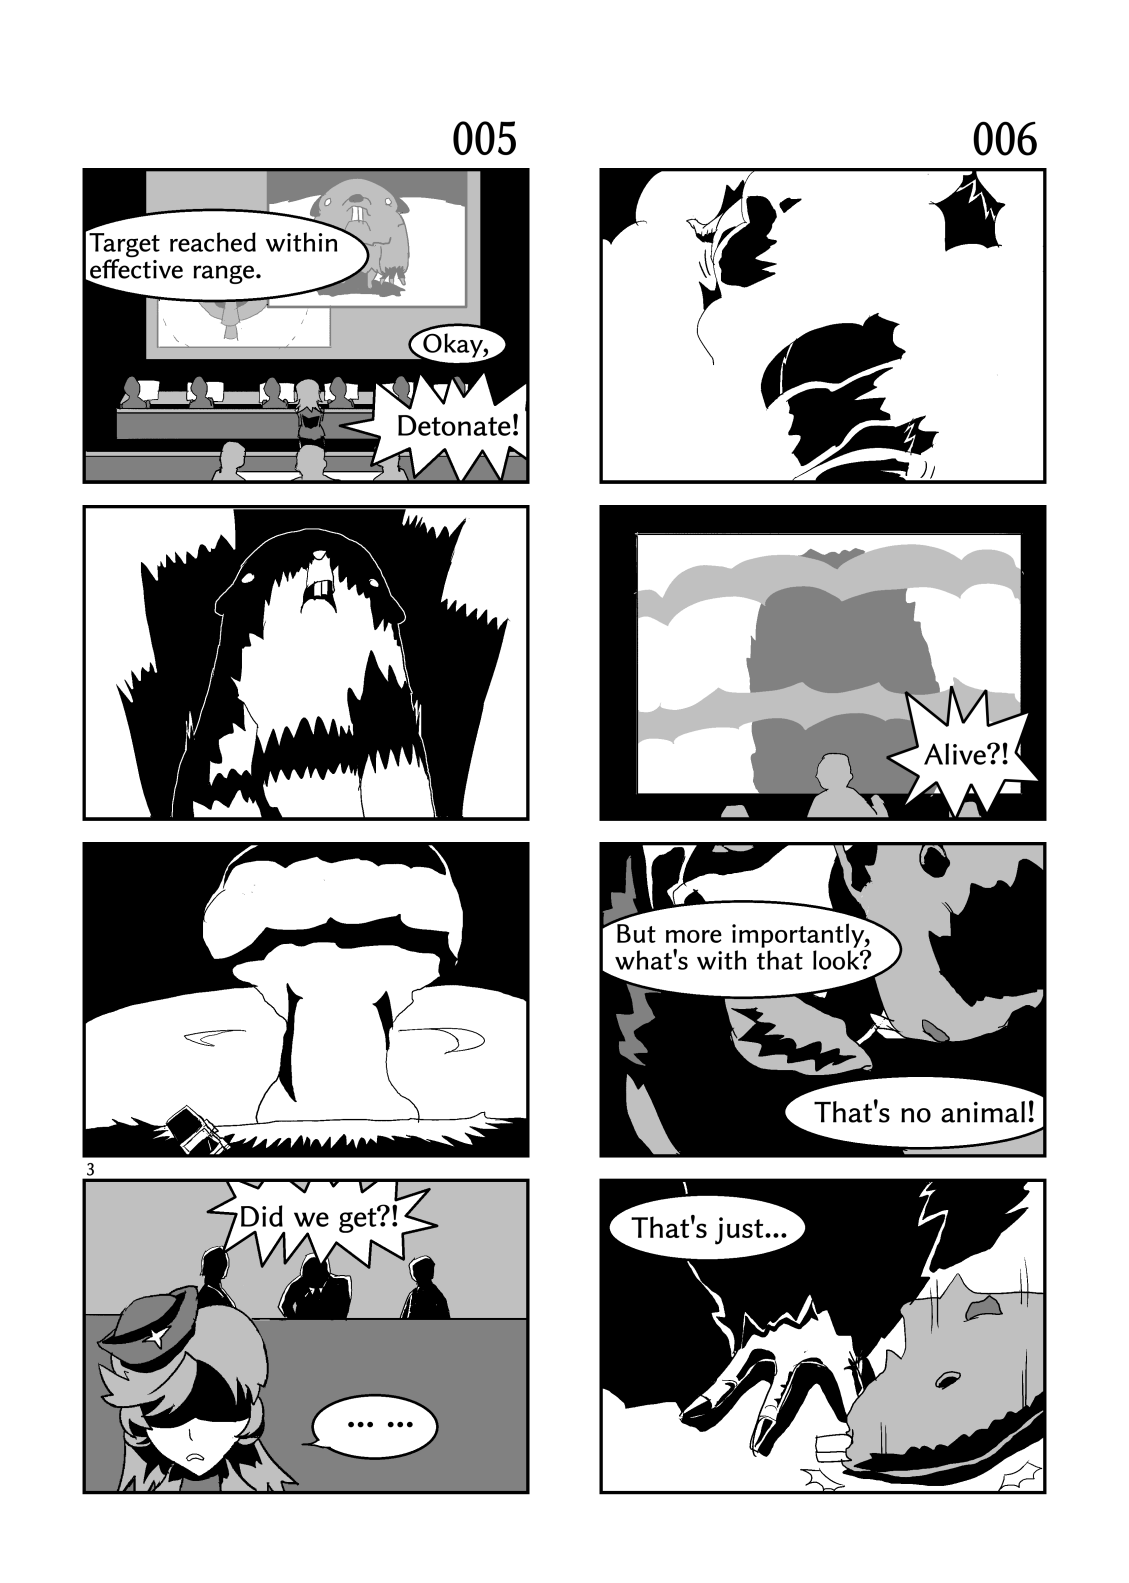 005
Target reached within
effective range.
Okay,
Detonate!
3
Did we get?!
... ...
006
Alive?!
But more importantly,
what's with that look?
That's no animal!
That's just...